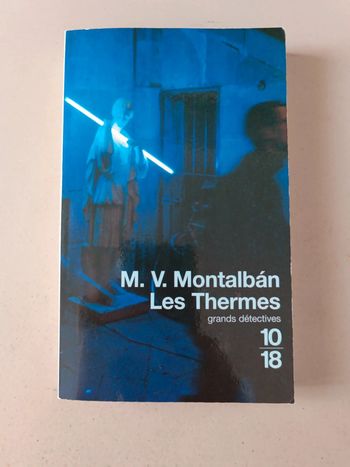 M. V. Montalbán
Les Thermes
grands détectives
10
18